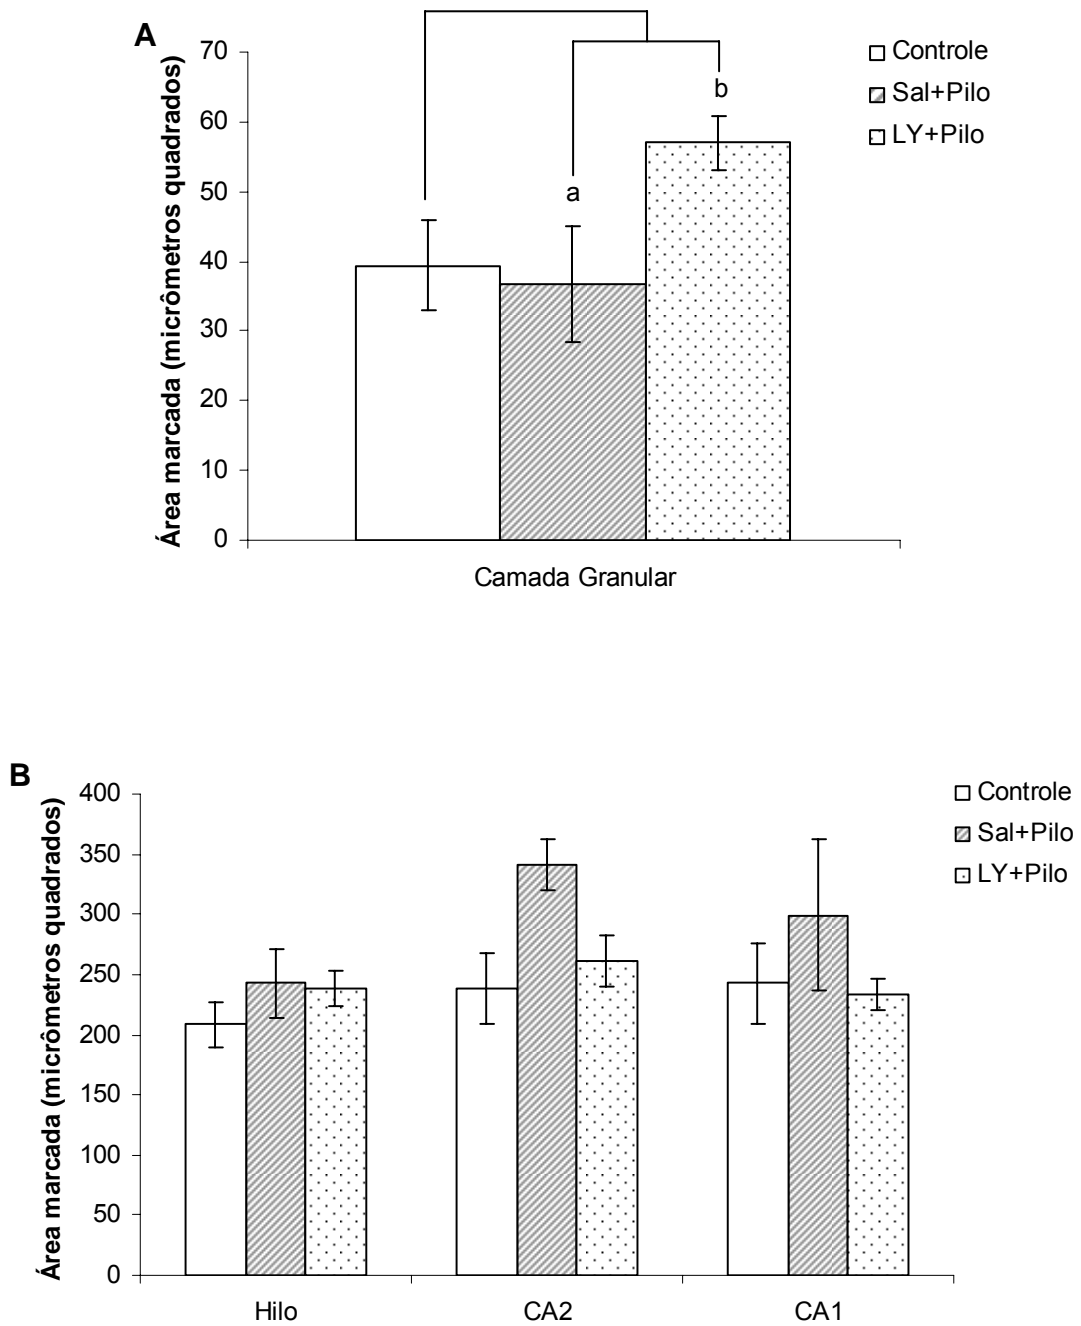 A
Área marcada (micrômetros quadrados)
70
60
50
40
30
20
10
0
a
b
Controle
Sal+Pilo
LY+Pilo
Camada Granular
B
Área marcada (micrômetros quadrados)
400
350
300
250
200
150
100
50
0
Controle
Sal+Pilo
LY+Pilo
Hilo CA2 CA1